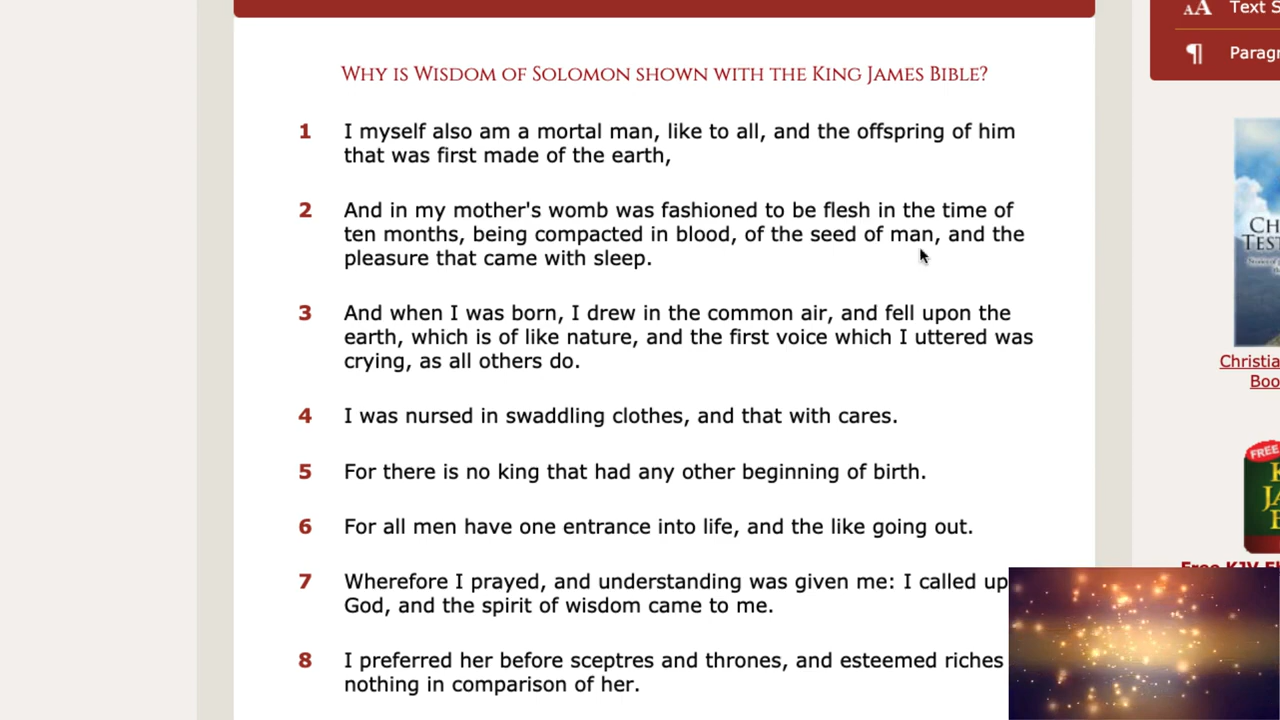 AA Text S
¶ Paragr
WHY IS WISDOM OF SOLOMON SHOWN WITH THE KING JAMES BIBLE?
1 I myself also am a mortal man, like to all, and the offspring of him
that was first made of the earth,
2 And in my mother's womb was fashioned to be flesh in the time of
ten months, being compacted in blood, of the seed of man, and the
pleasure that came with sleep.
3 And when I was born, I drew in the common air, and fell upon the
earth, which is of like nature, and the first voice which I uttered was
crying, as all others do.
4 I was nursed in swaddling clothes, and that with cares.
5 For there is no king that had any other beginning of birth.
6 For all men have one entrance into life, and the like going out.
7 Wherefore I prayed, and understanding was given me: I called up
God, and the spirit of wisdom came to me.
8 I preferred her before sceptres and thrones, and esteemed riches
nothing in comparison of her.
CH
TEST
Christia
Boo
FREE
K
JA
B
Free KJV